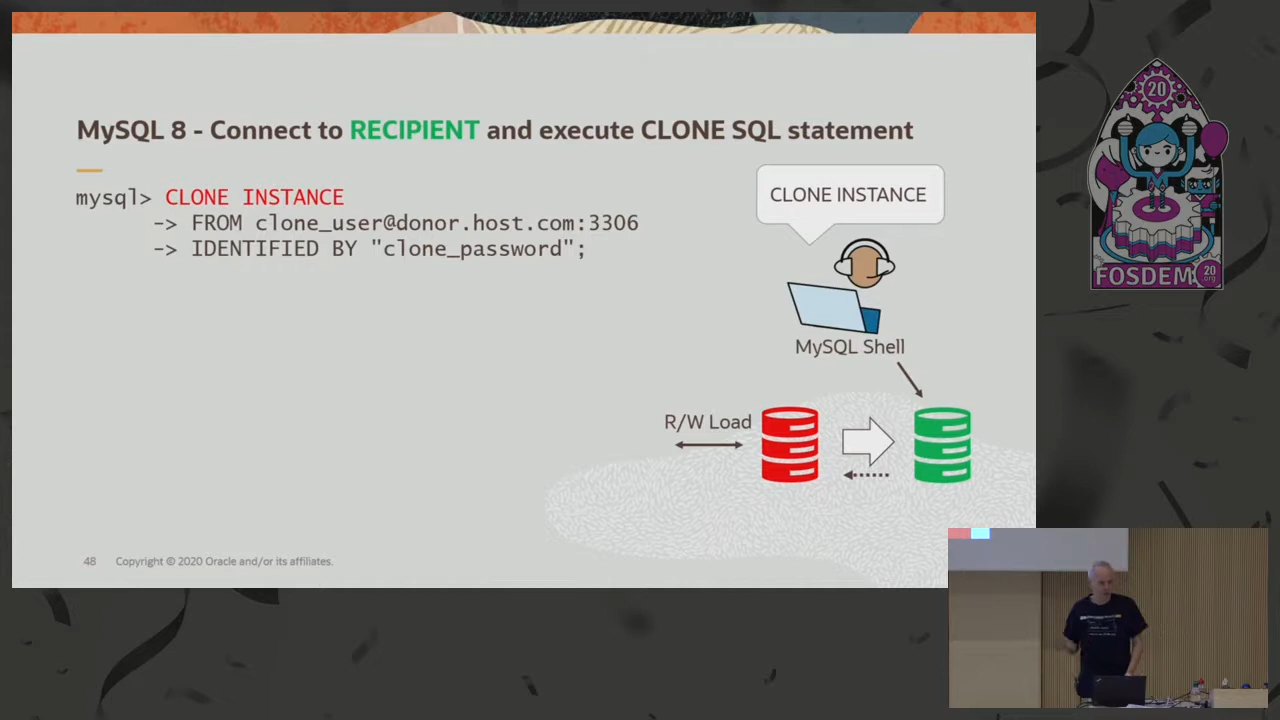 MySQL 8 - Connect to RECIPIENT and execute CLONE SQL statement
mysql> CLONE INSTANCE
-> FROM clone_user@donor.host.com:3306
-> IDENTIFIED BY "clone_password";
CLONE INSTANCE
MySQL Shell
R/W Load
48 Copyright © 2020 Oracle and/or its affiliates.
20
FOSDEM
20
.org